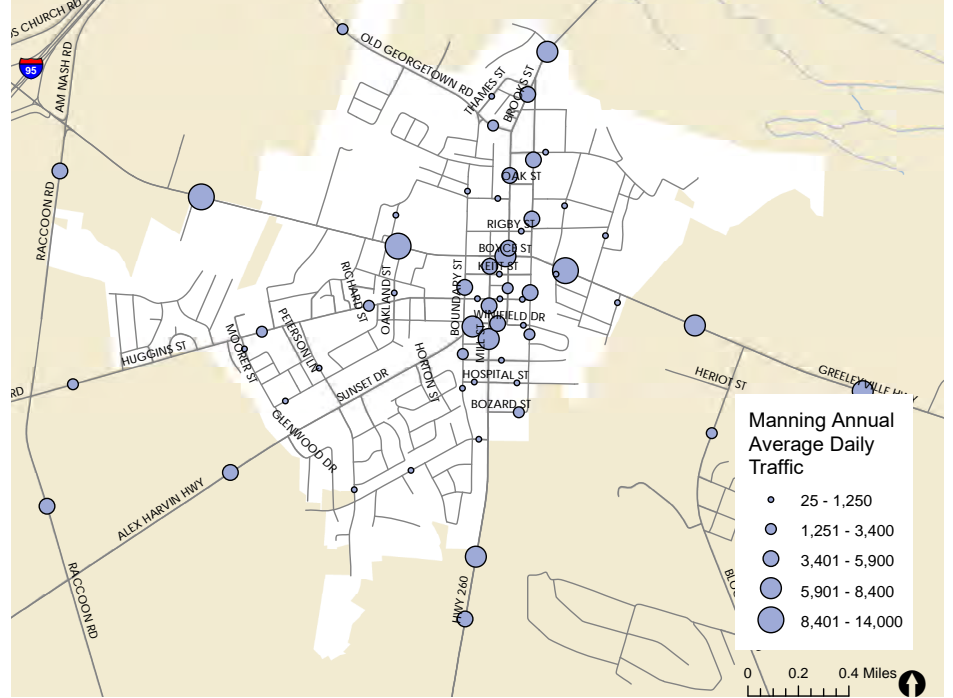 S CHURCH RD
95
AM NASH RD
OLD GEORGETOWN RD
THAMES ST
BROOKS ST
RACCOON RD
OAK ST
RIGBY ST
BOYCE ST
KEITT ST
RICHARD ST
OAKLAND ST
BOUNDARY ST
WINIFIELD DR
MILL ST
PETERSON LN
MOORER ST
HUGGINS ST
HORTON ST
SUNSET DR
HOSPITAL ST
BOZARD ST
RD
GLENWOOD DR
HERIOT ST
GREELEYVILLE HWY
ALEX HARVIN HWY
RACCOON RD
HWY 260
BLO
Manning Annual
Average Daily
Traffic
25 - 1,250
1,251 - 3,400
3,401 - 5,900
5,901 - 8,400
8,401 - 14,000
0 0.2 0.4 Miles